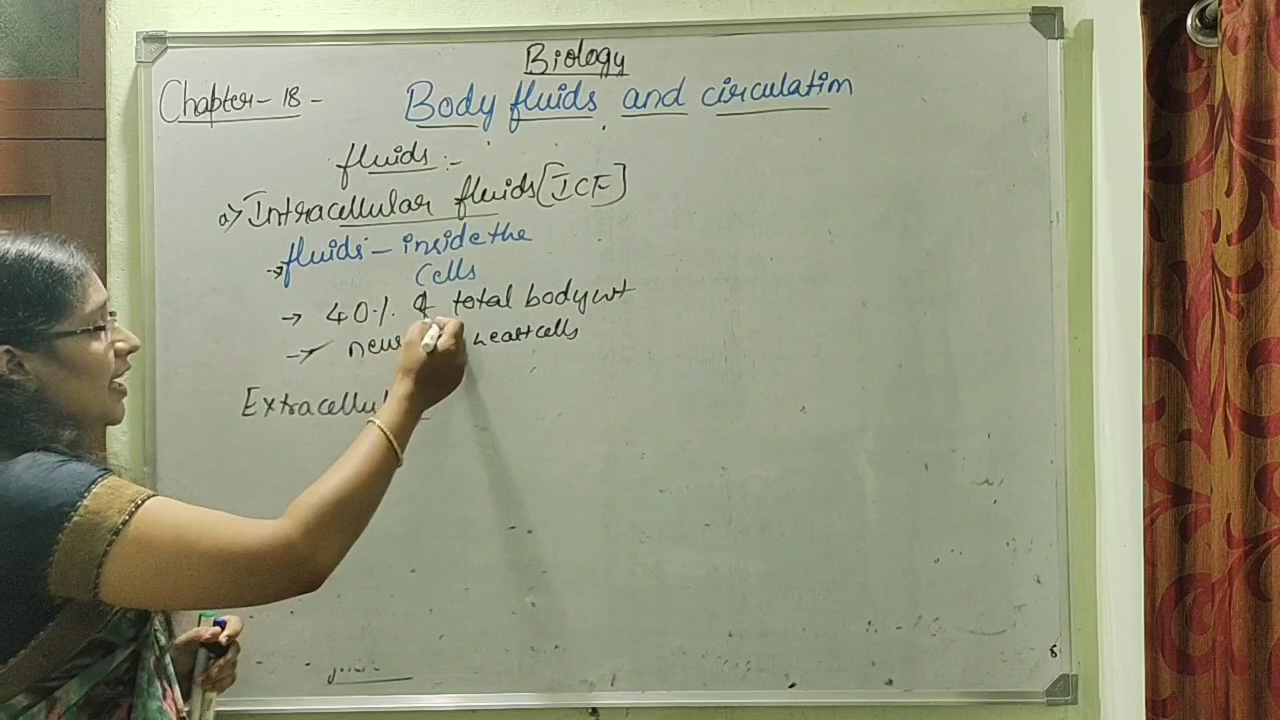 Biology
Chapter - 18 -
Body fluids and circulation
fluids :-
a) Intracellular fluids [ICF]
→ fluids - inside the
cells
→ 40% of total body wt
→ heart cells
8